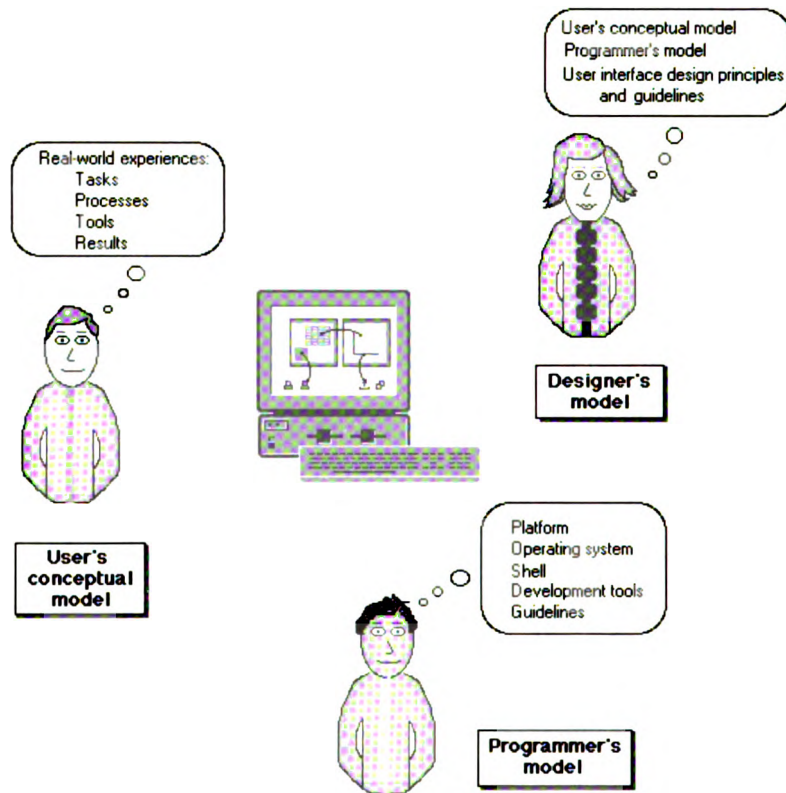 User's conceptual model
Programmer's model
User interface design principles
and guidelines
Real-world experiences:
Tasks
Processes
Tools
Results
Designer's
model
User's
conceptual
model
Platform
Operating system
Shell
Development tools
Guidelines
Programmer's
model